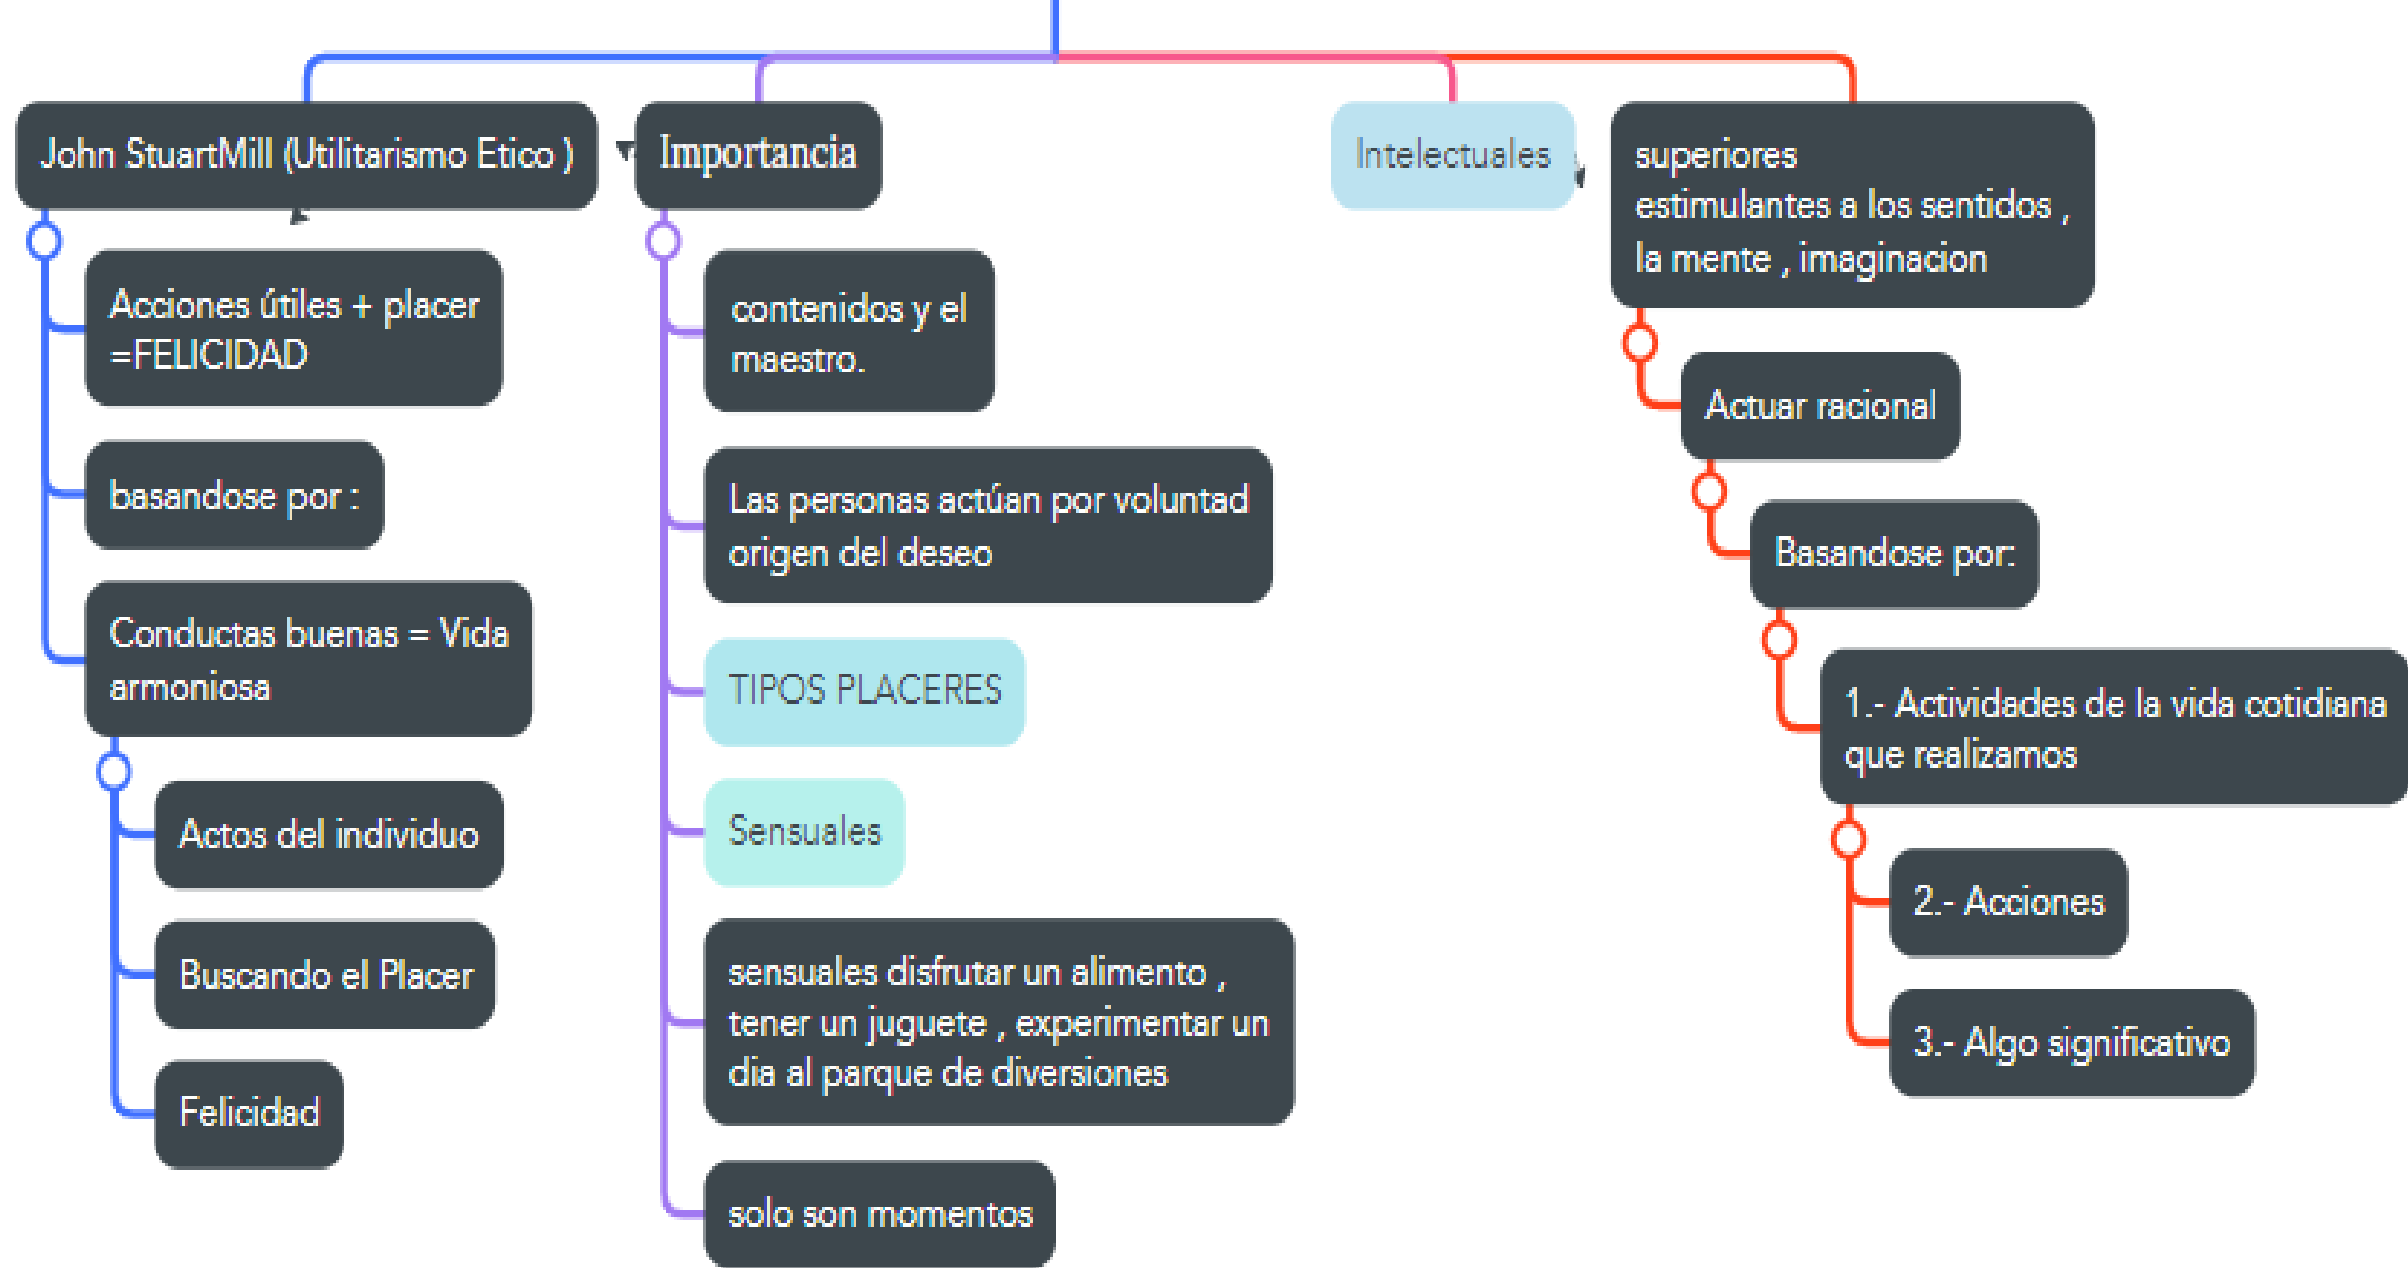 John StuartMill (Utilitarismo Etico )
Acciones útiles + placer
=FELICIDAD
basandose por :
Conductas buenas = Vida
armoniosa
Actos del individuo
Buscando el Placer
Felicidad
Importancia
contenidos y el
maestro.
Las personas actúan por voluntad
origen del deseo
TIPOS PLACERES
Sensuales
sensuales disfrutar un alimento ,
tener un juguete , experimentar un
dia al parque de diversiones
solo son momentos
Intelectuales
superiores
estimulantes a los sentidos ,
la mente , imaginacion
Actuar racional
Basandose por:
1.- Actividades de la vida cotidiana
que realizamos
2.- Acciones
3.- Algo significativo